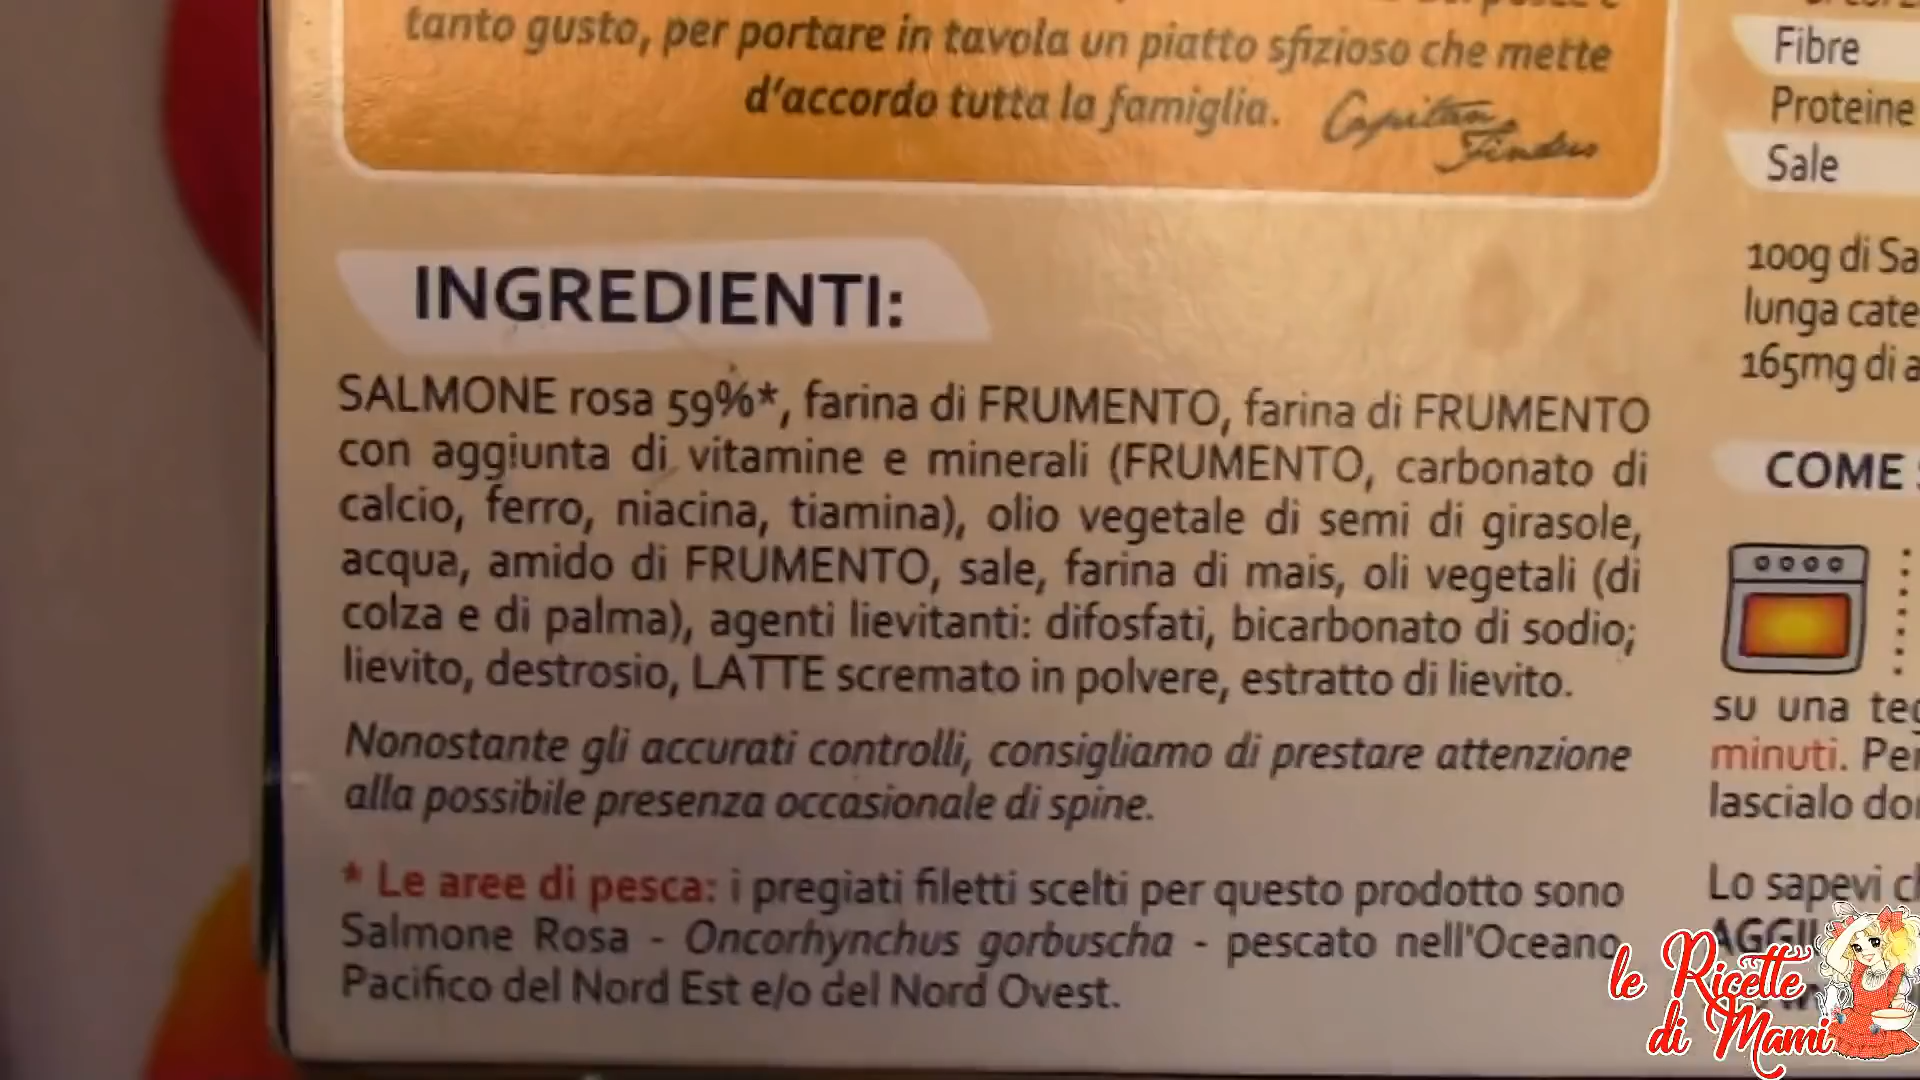 tanto gusto, per portare in tavola un piatto sfizioso che mette
d'accordo tutta la famiglia.
Capitan
Findus
INGREDIENTI:
SALMONE rosa 59%*, farina di FRUMENTO, farina di FRUMENTO
con aggiunta di vitamine e minerali (FRUMENTO, carbonato di
calcio, ferro, niacina, tiamina), olio vegetale di semi di girasole,
acqua, amido di FRUMENTO, sale, farina di mais, oli vegetali (di
colza e di palma), agenti lievitanti: difosfati, bicarbonato di sodio;
lievito, destrosio, LATTE scremato in polvere, estratto di lievito.
Nonostante gli accurati controlli, consigliamo di prestare attenzione
alla possibile presenza occasionale di spine.
* Le aree di pesca: i pregiati filetti scelti per questo prodotto sono
Salmone Rosa - Oncorhynchus gorbuscha - pescato nell'Oceano
Pacifico del Nord Est e/o del Nord Ovest.
Fibre
Proteine
Sale
100g di Sa
lunga cate
165mg di a
COME
su una teg
minuti. Per
lascialo do
Lo sapevi ch
le Ricette
di Mami